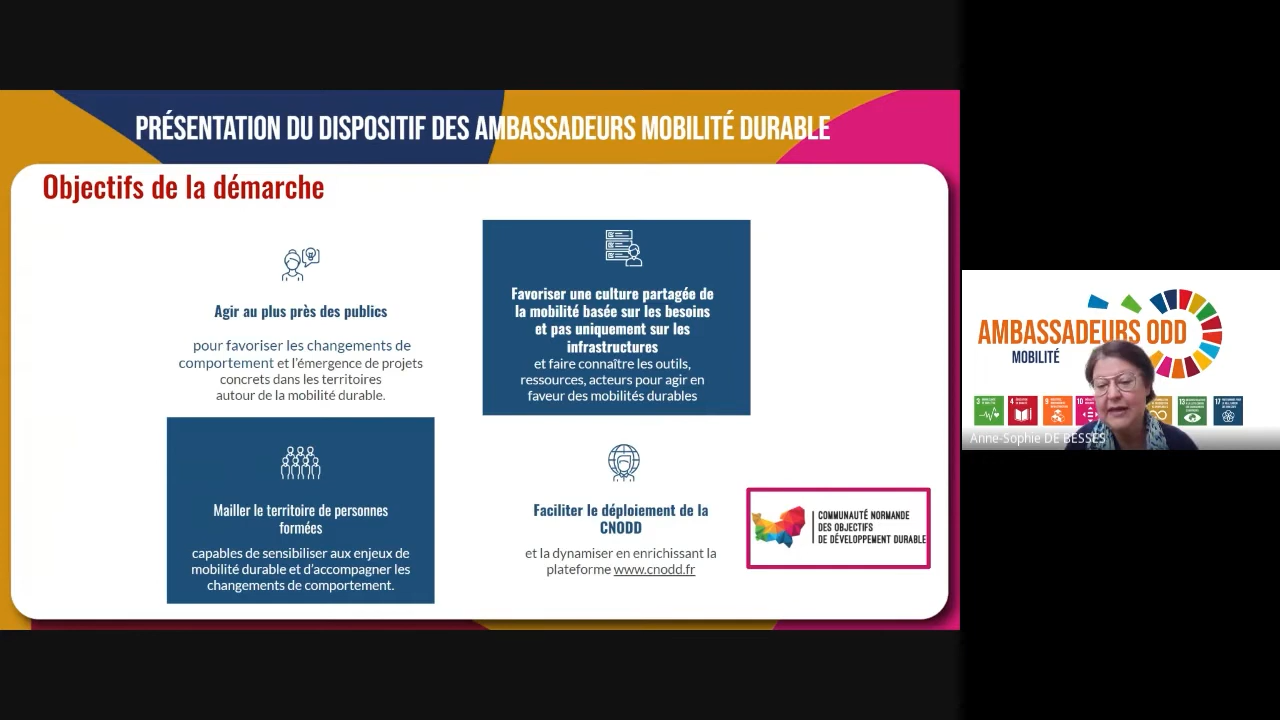 PRÉSENTATION DU DISPOSITIF DES AMBASSADEURS MOBILITÉ DURABLE
Objectifs de la démarche
Agir au plus près des publics
pour favoriser les changements de
comportement et l'émergence de projets
concrets dans les territoires
autour de la mobilité durable.
Favoriser une culture partagée de
la mobilité basée sur les besoins
et pas uniquement sur les
infrastructures
et faire connaître les outils,
ressources, acteurs pour agir en
faveur des mobilités durables
Mailler le territoire de personnes
formées
capables de sensibiliser aux enjeux de
mobilité durable et d'accompagner les
changements de comportement.
Faciliter le déploiement de la
CNODD
et la dynamiser en enrichissant la
plateforme www.cnodd.fr
COMMUNAUTÉ NORMANDE
DES OBJECTIFS
DE DÉVELOPPEMENT DURABLE
AMBASSADEURS ODD
MOBILITÉ
3
4
9
10
13
17
Anne-Sophie DE BESSES